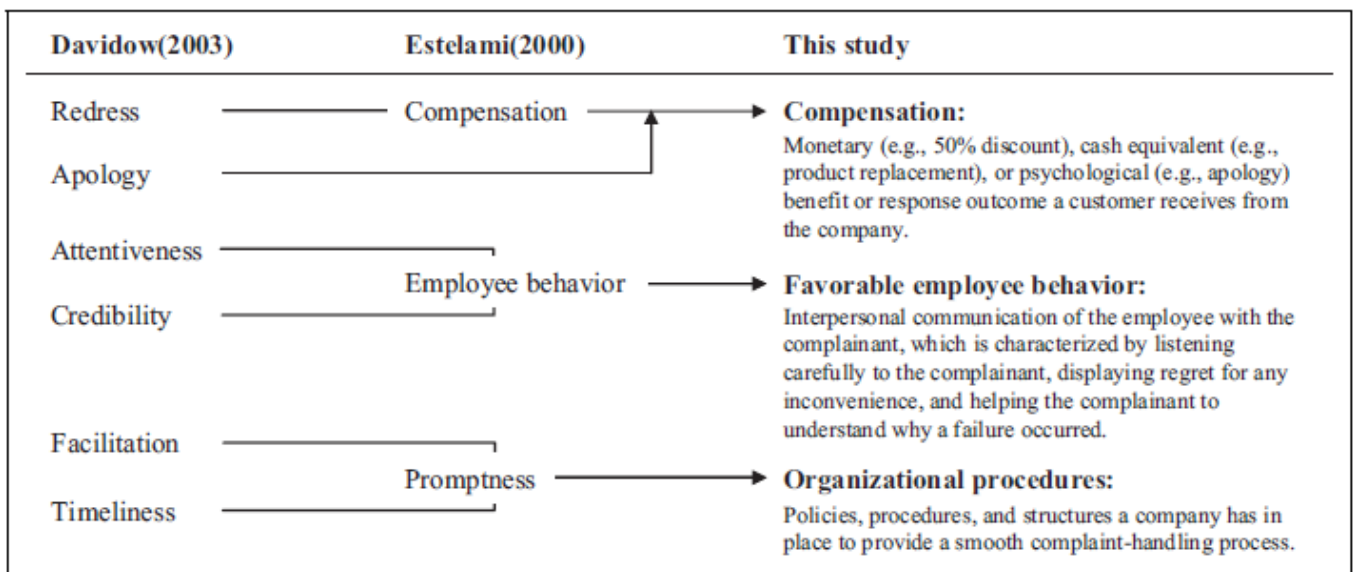 Davidow(2003) Estelami(2000) This study
Redress Compensation Compensation:
Monetary (e.g., 50% discount), cash equivalent (e.g.,
product replacement), or psychological (e.g., apology)
benefit or response outcome a customer receives from
the company.
Apology
Attentiveness
Employee behavior Favorable employee behavior:
Credibility
Interpersonal communication of the employee with the
complainant, which is characterized by listening
carefully to the complainant, displaying regret for any
inconvenience, and helping the complainant to
understand why a failure occurred.
Facilitation
Promptness Organizational procedures:
Timeliness
Policies, procedures, and structures a company has in
place to provide a smooth complaint-handling process.